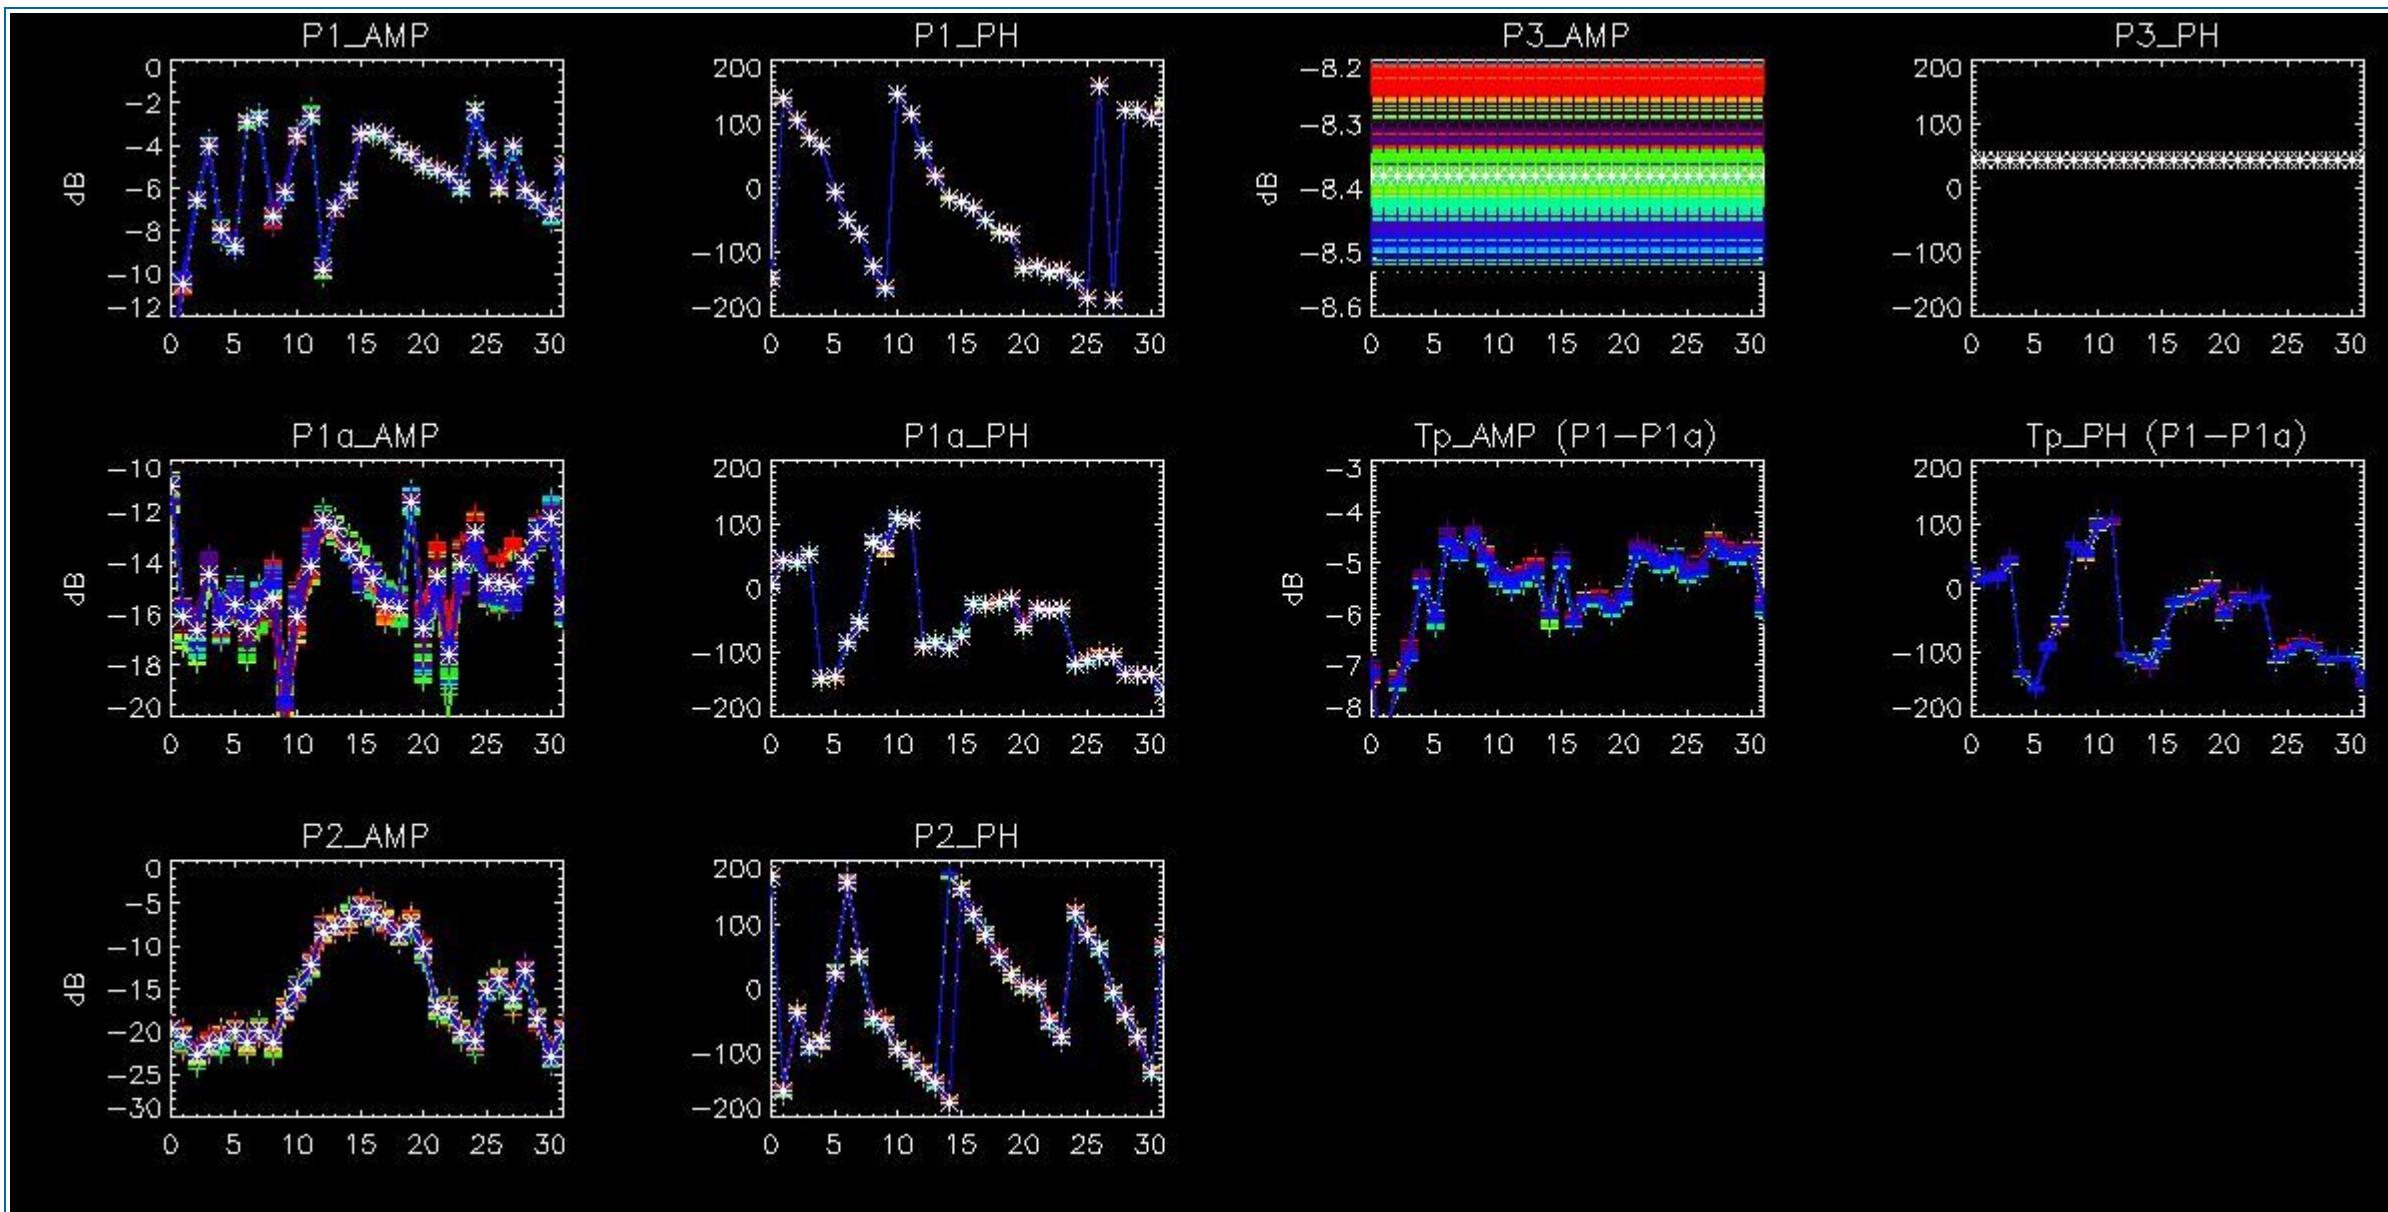 P1_AMP
0
−2
−4
−6
−8
−10
−12
dB
0 5 10 15 20 25 30
P1_PH
200
100
0
−100
−200
0 5 10 15 20 25 30
P3_AMP
−8.2
−8.3
−8.4
−8.5
−8.6
dB
0 5 10 15 20 25 30
P3_PH
200
100
0
−100
−200
0 5 10 15 20 25 30
P1a_AMP
−10
−12
−14
−16
−18
−20
dB
0 5 10 15 20 25 30
P1a_PH
200
100
0
−100
−200
0 5 10 15 20 25 30
Tp_AMP (P1−P1a)
−3
−4
−5
−6
−7
−8
dB
0 5 10 15 20 25 30
Tp_PH (P1−P1a)
200
100
0
−100
−200
0 5 10 15 20 25 30
P2_AMP
0
−5
−10
−15
−20
−25
−30
dB
0 5 10 15 20 25 30
P2_PH
200
100
0
−100
−200
0 5 10 15 20 25 30